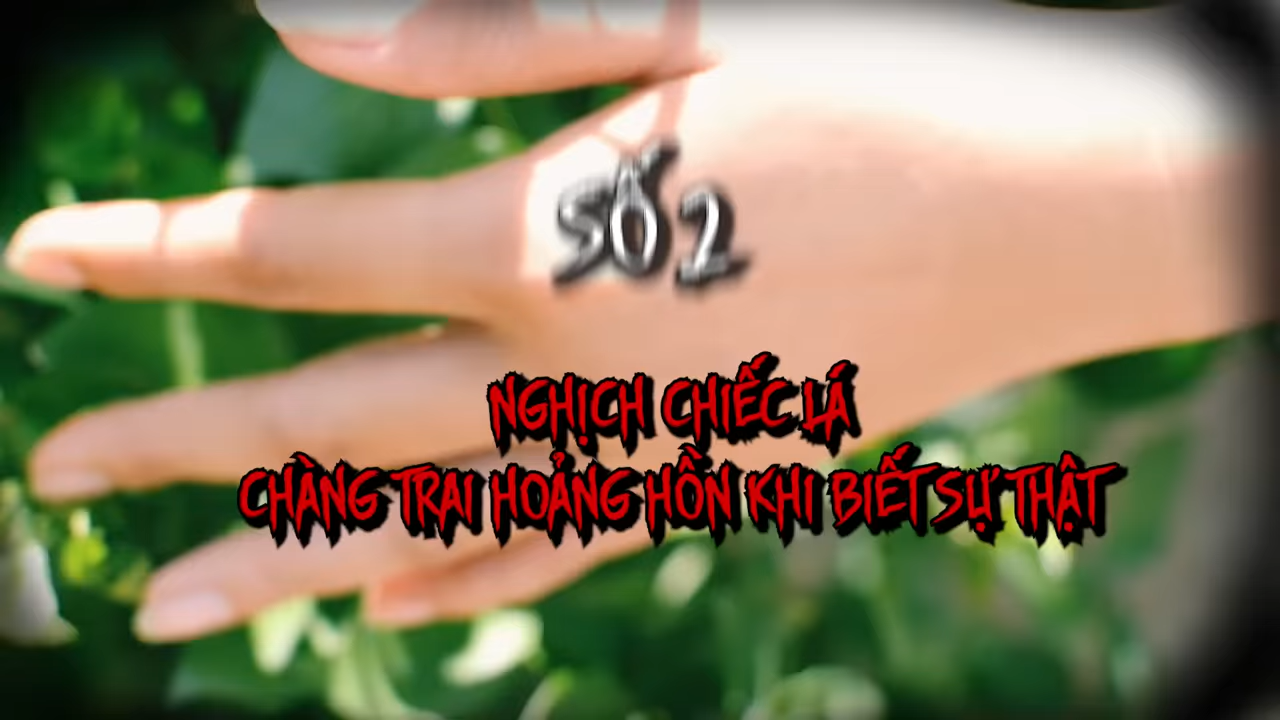 SỐ 2
NGHỊCH CHIẾC LÁ
CHÀNG TRAI HOẢNG HỒN KHI BIẾT SỰ THẬT